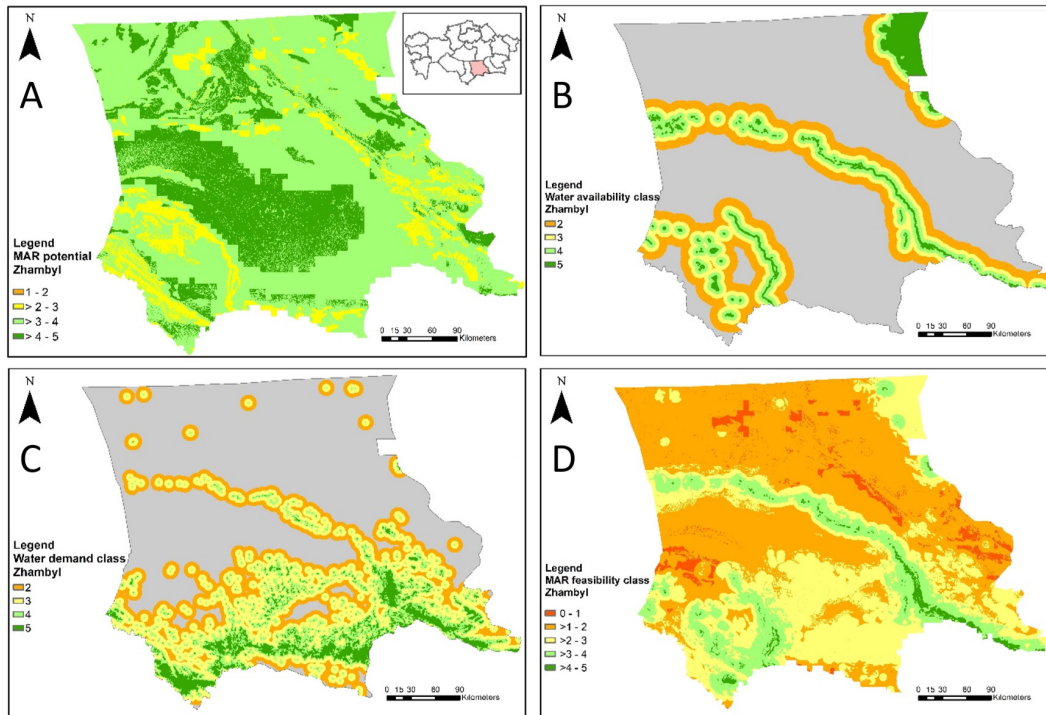 N
A
Legend
MAR potential
Zhambyl
1 - 2
> 2 - 3
> 3 - 4
> 4 - 5
0 15 30 60 90
Kilometers
N
B
Legend
Water availability class
Zhambyl
2
3
4
5
0 15 30 60 90
Kilometers
N
C
Legend
Water demand class
Zhambyl
2
3
4
5
0 15 30 60 90
Kilometers
N
D
Legend
MAR feasibility class
Zhambyl
0 - 1
>1 - 2
>2 - 3
>3 - 4
>4 - 5
0 15 30 60 90
Kilometers